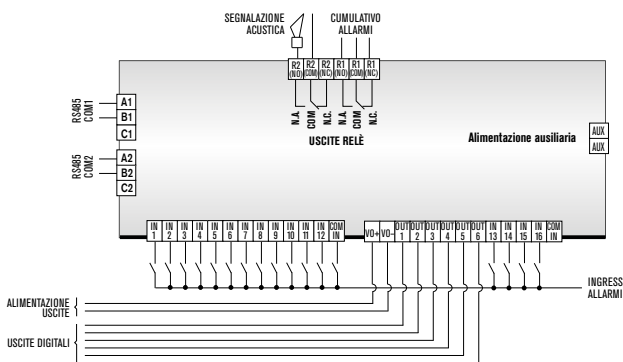 SEGNALAZIONE
ACUSTICA
CUMULATIVO
ALLARMI
R2 (NO)
R2 (COM)
R2 (NC)
R1 (NO)
R1 (COM)
R1 (NC)
N.A.
COM
N.C.
N.A.
COM
N.C.
USCITE RELÈ
RS485
COM1
A1
B1
C1
RS485
COM2
A2
B2
C2
Alimentazione ausiliaria
AUX
AUX
IN 1
IN 2
IN 3
IN 4
IN 5
IN 6
IN 7
IN 8
IN 9
IN 10
IN 11
IN 12
COM IN
VO+
VO-
OUT 1
OUT 2
OUT 3
OUT 4
OUT 5
OUT 6
IN 13
IN 14
IN 15
IN 16
COM IN
INGRESS
ALLARMI
ALIMENTAZIONE
USCITE
USCITE DIGITALI